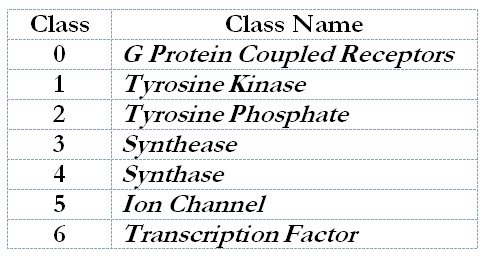 Class Class Name
0 G Protein Coupled Receptors
1 Tyrosine Kinase
2 Tyrosine Phosphate
3 Synthease
4 Synthase
5 Ion Channel
6 Transcription Factor